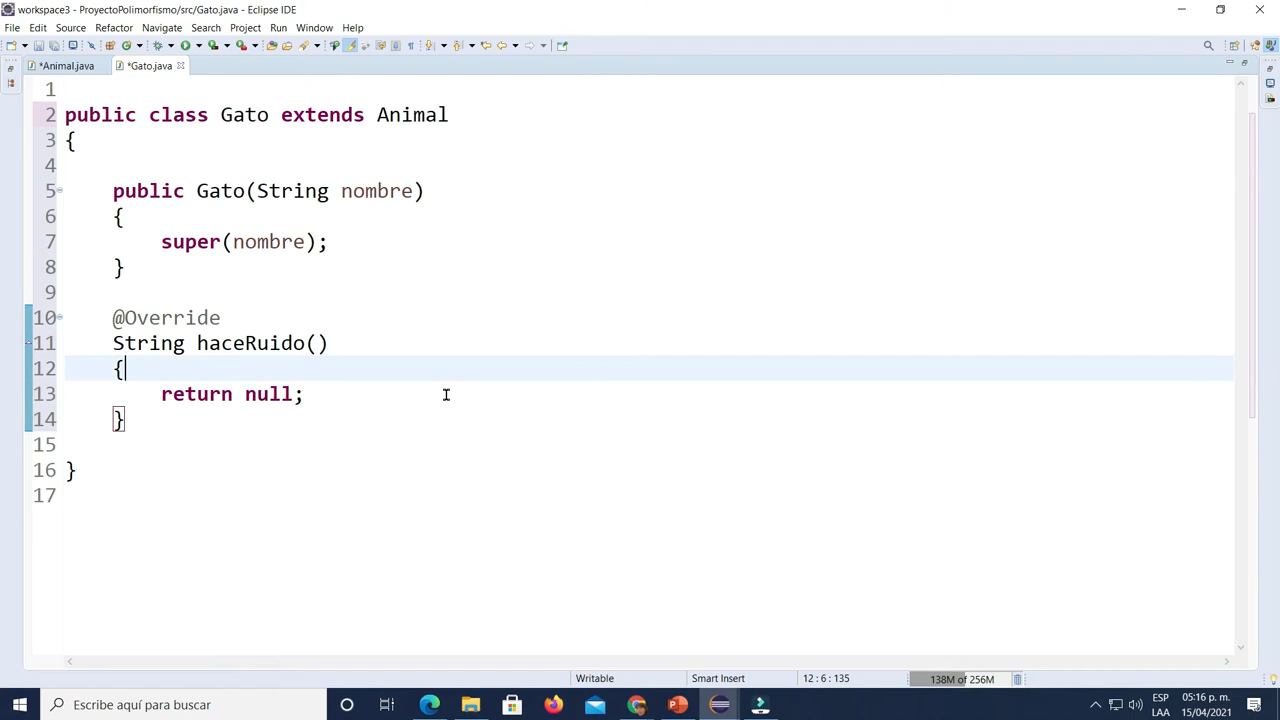 workspace3 - ProyectoPolimorfismo/src/Gato.java - Eclipse IDE
File Edit Source Refactor Navigate Search Project Run Window Help
*Animal.java *Gato.java
1
2 public class Gato extends Animal
3 {
4
5 public Gato(String nombre)
6 {
7 super(nombre);
8 }
9
10 @Override
11 String haceRuido()
12 {
13 return null;
14 }
15
16 }
17
Writable Smart Insert 12 : 6 : 135 138M of 256M
Escribe aquí para buscar
ESP 05:16 p. m.
LAA 15/04/2021